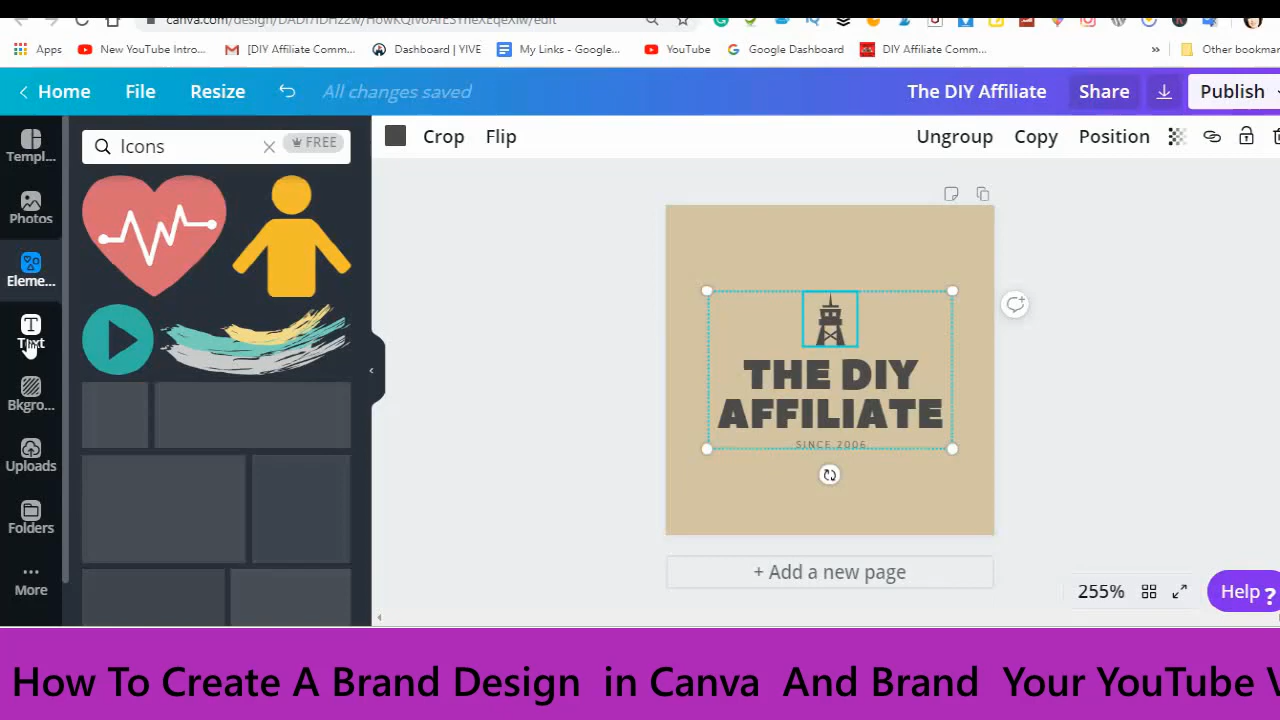 Apps
New YouTube Intro...
[DIY Affiliate Comm...
Dashboard | YIVE
My Links - Google...
YouTube
Google Dashboard
DIY Affiliate Comm...
»
Other bookmar
Home
File
Resize
All changes saved
The DIY Affiliate
Share
Publish
Templ...
Photos
Eleme...
Text
Bkgro...
Uploads
Folders
More
Icons
FREE
Crop
Flip
Ungroup
Copy
Position
THE DIY
AFFILIATE
SINCE 2006
+ Add a new page
255%
Help ?
How To Create A Brand Design in Canva And Brand Your YouTube V